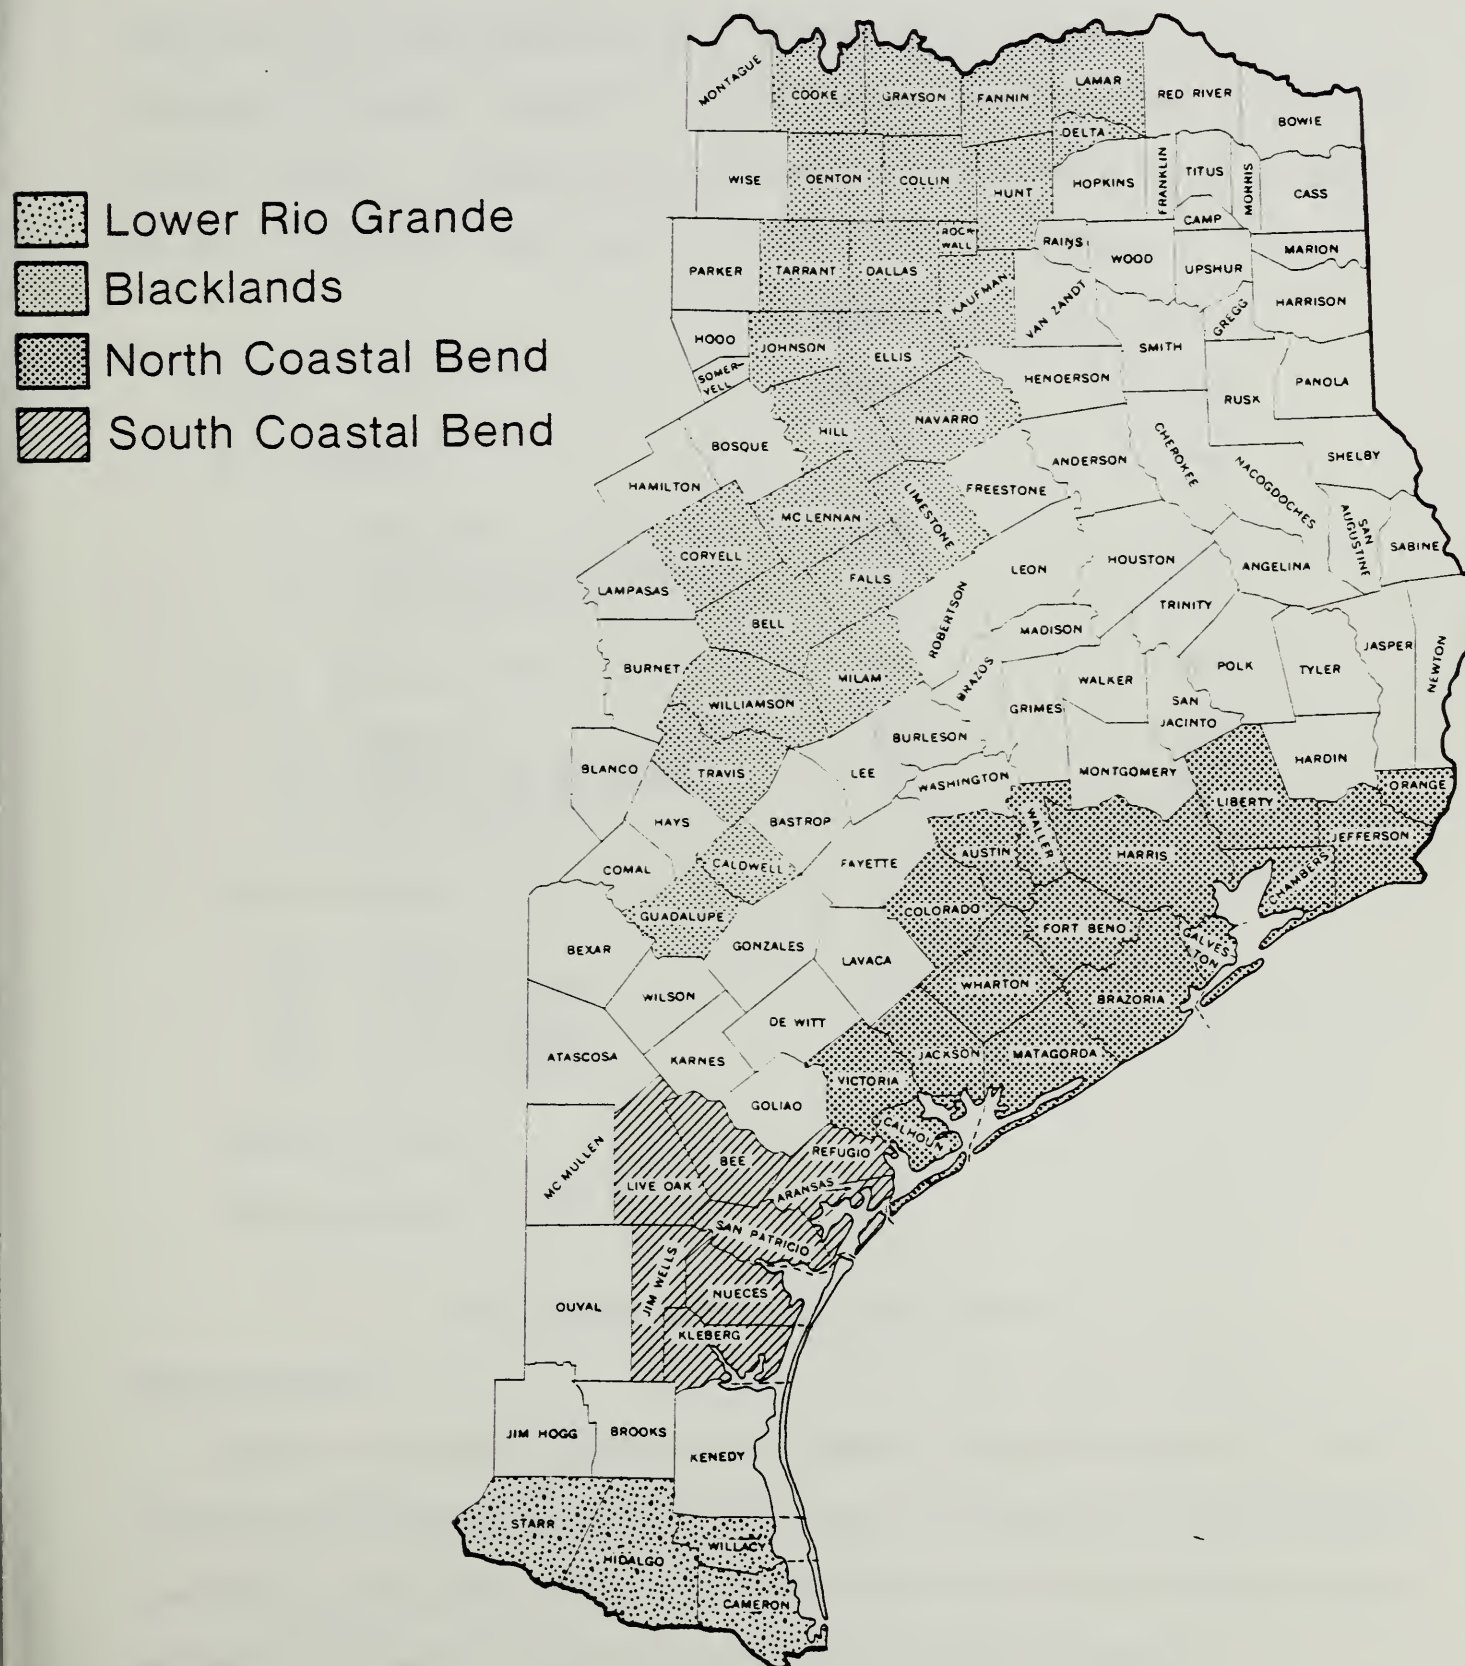 Lower Rio Grande
Blacklands
North Coastal Bend
South Coastal Bend
MONTAGUE
COOKE
GRAYSON
FANNIN
LAMAR
RED RIVER
BOWIE
DELTA
WISE
OENTON
COLLIN
HUNT
HOPKINS
FRANKLIN
TITUS
MORRIS
CASS
CAMP
ROCK
WALL
RAINS
WOOD
UPSHUR
MARION
PARKER
TARRANT
DALLAS
KAUFMAN
VAN ZANDT
GREGG
HARRISON
HOOO
JOHNSON
ELLIS
SMITH
SOMER-
VELL
HENDERSON
RUSK
PANOLA
BOSQUE
HILL
NAVARRO
ANDERSON
CHEROKEE
NACOGDOCHES
SHELBY
HAMILTON
MC LENNAN
LIMESTONE
FREESTONE
SAN
AUGUSTINE
SABINE
CORYELL
FALLS
LEON
HOUSTON
ANGELINA
LAMPASAS
BELL
ROBERTSON
MADISON
TRINITY
BURNET
MILAM
BRAZOS
WALKER
POLK
TYLER
JASPER
NEWTON
WILLIAMSON
GRIMES
SAN
JACINTO
BURLESON
BLANCO
TRAVIS
LEE
WASHINGTON
MONTGOMERY
HARDIN
ORANGE
LIBERTY
HAYS
BASTROP
WALLER
JEFFERSON
COMAL
CALDWELL
FAYETTE
AUSTIN
HARRIS
CHAMBERS
GUADALUPE
COLORADO
FORT BENO
GALVES-
TON
BEXAR
GONZALES
LAVACA
WHARTON
BRAZORIA
WILSON
DE WITT
ATASCOSA
KARNES
JACKSON
MATAGORDA
VICTORIA
GOLIAO
CALHOUN
MC MULLEN
LIVE OAK
BEE
REFUGIO
ARANSAS
SAN PATRICIO
OUVAL
JIM WELLS
NUECES
KLEBERG
JIM HOGG
BROOKS
KENEDY
STARR
HIDALGO
WILLACY
CAMERON